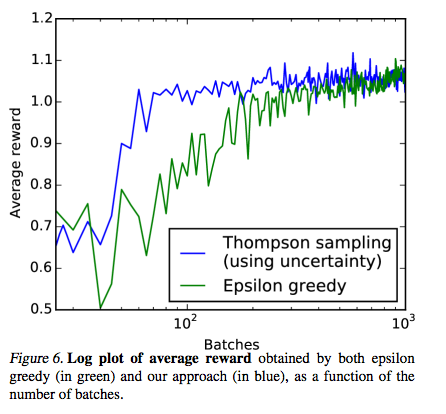 1.2
1.1
1.0
0.9
0.8
0.7
0.6
0.5
Average reward
Thompson sampling
(using uncertainty)
Epsilon greedy
10²
10³
Batches
Figure 6. Log plot of average reward obtained by both epsilon
greedy (in green) and our approach (in blue), as a function of the
number of batches.